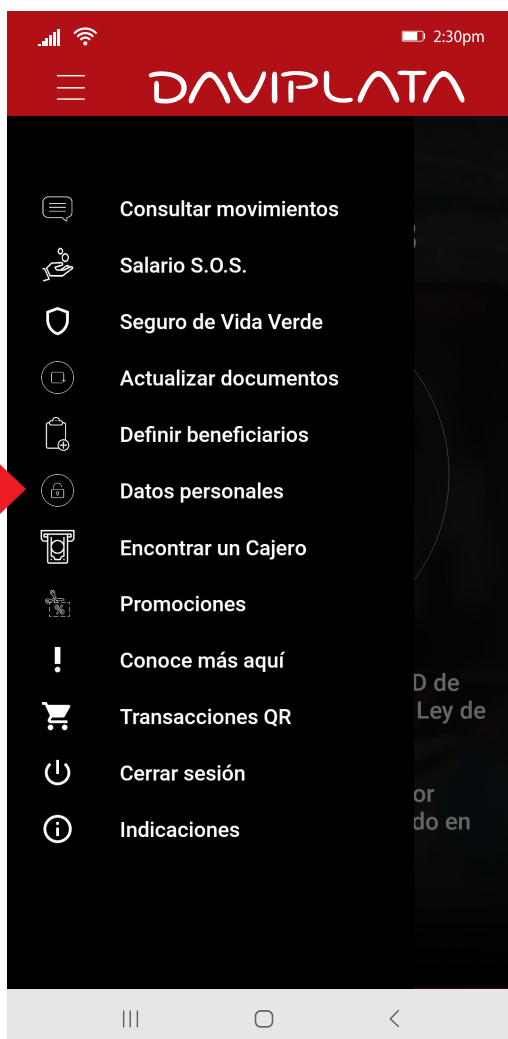 2:30pm
DAVIPLATA
Consultar movimientos
Salario S.O.S.
Seguro de Vida Verde
Actualizar documentos
Definir beneficiarios
Datos personales
Encontrar un Cajero
Promociones
Conoce más aquí
D de
Ley de
Transacciones QR
Cerrar sesión
or
do en
Indicaciones